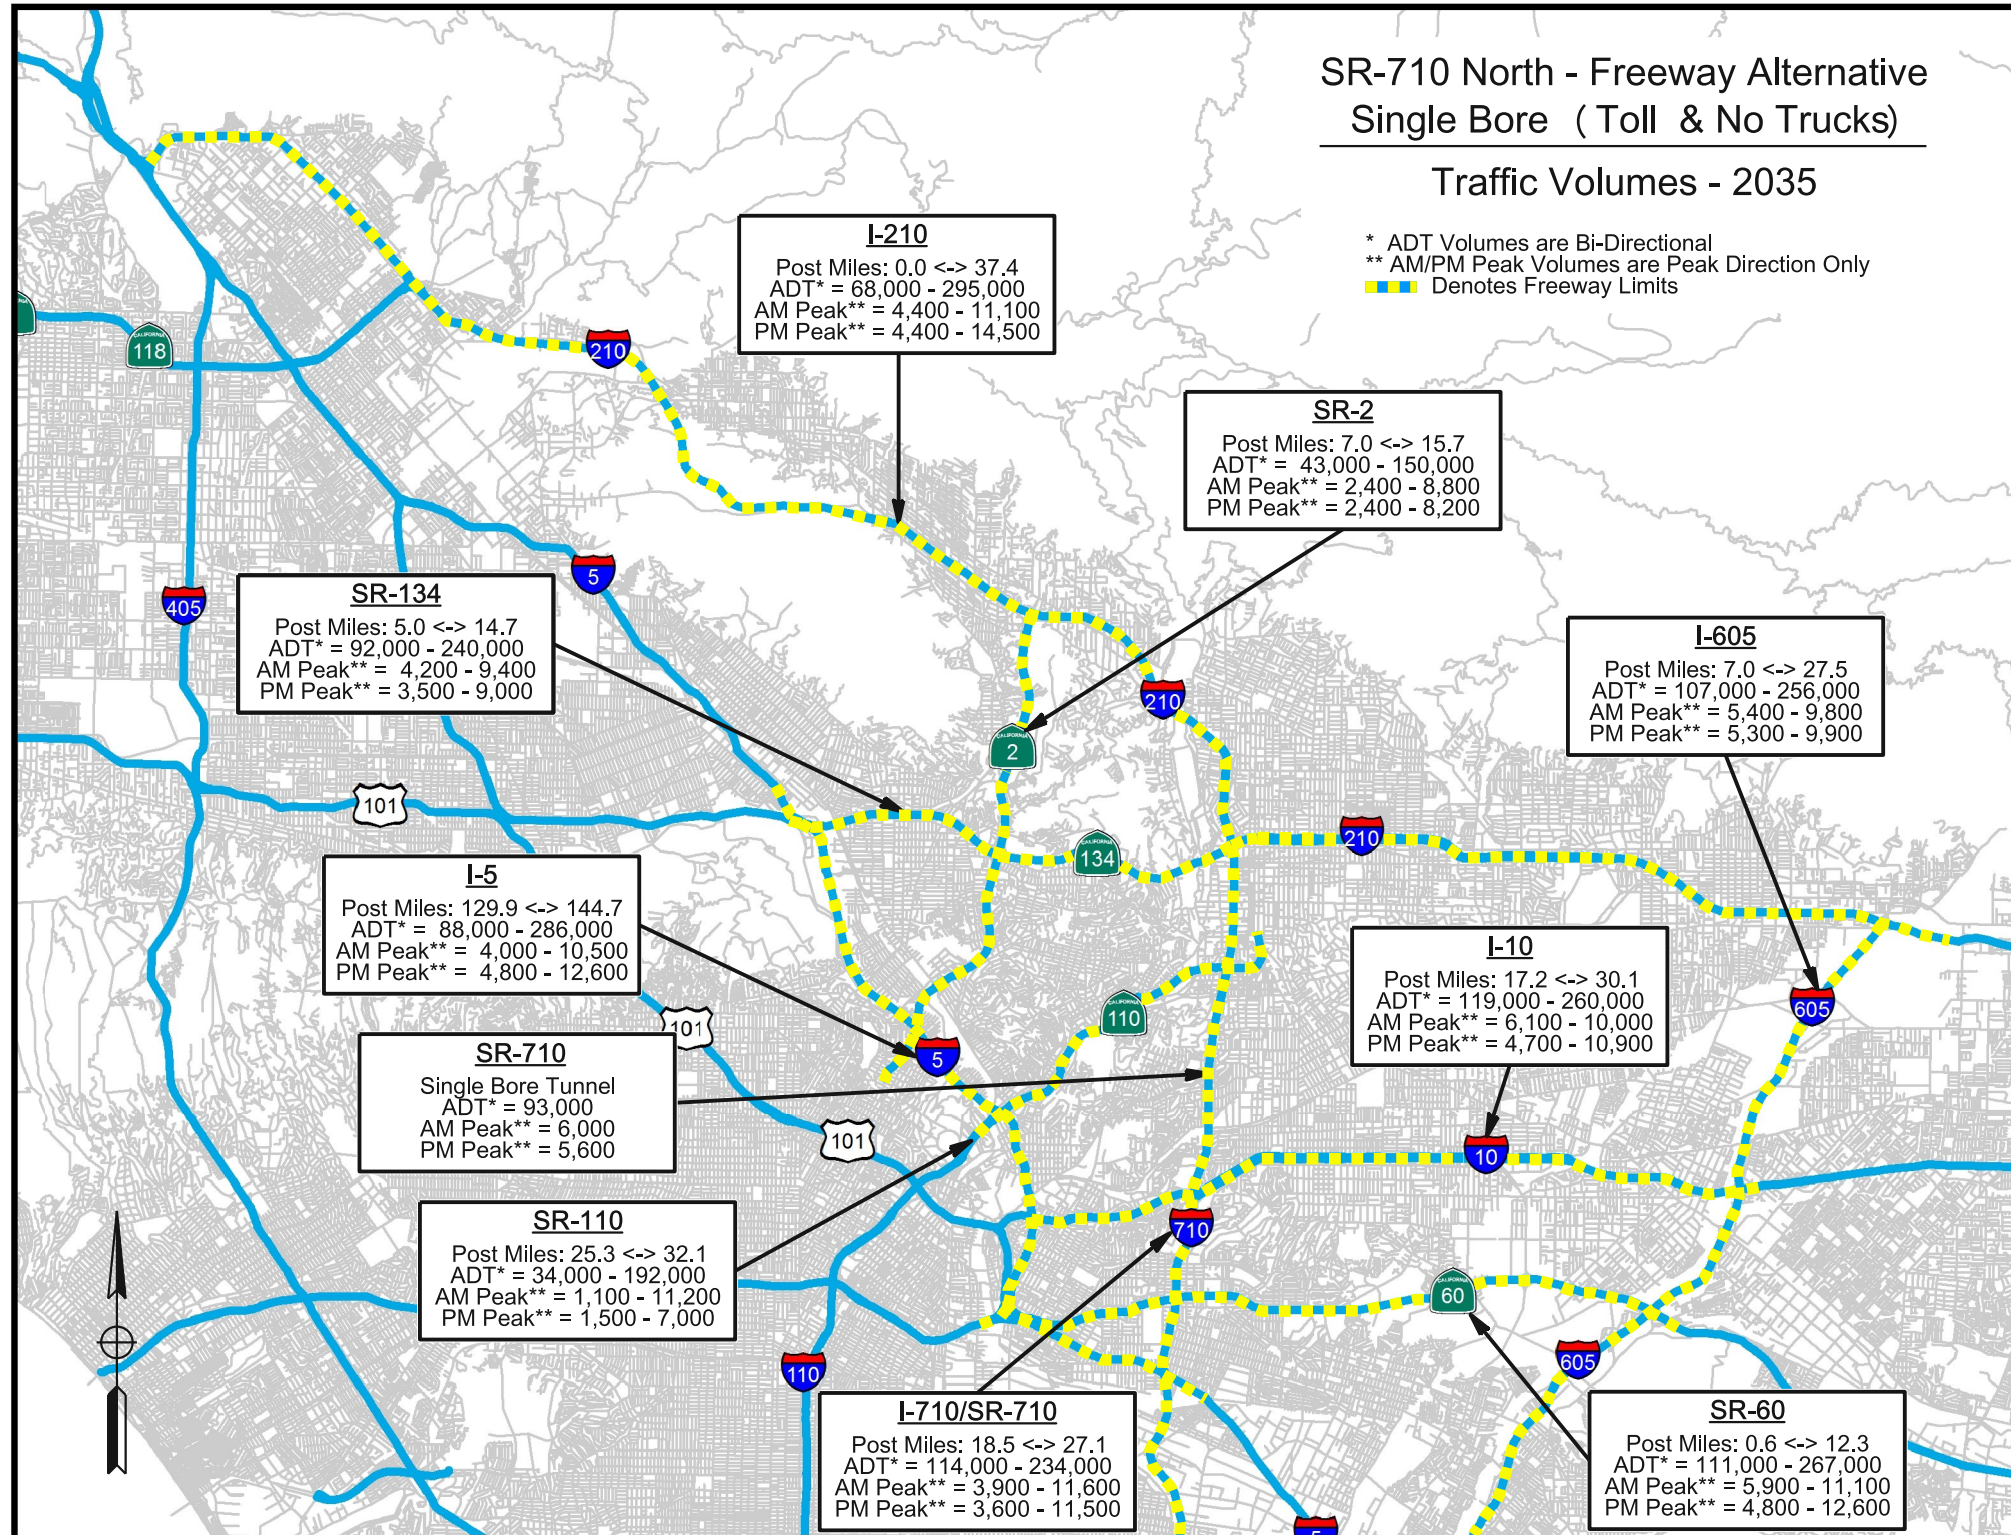 SR-710 North - Freeway Alternative
Single Bore ( Toll & No Trucks)
Traffic Volumes - 2035
* ADT Volumes are Bi-Directional
** AM/PM Peak Volumes are Peak Direction Only
Denotes Freeway Limits
I-210
Post Miles: 0.0 <-> 37.4
ADT* = 68,000 - 295,000
AM Peak** = 4,400 - 11,100
PM Peak** = 4,400 - 14,500
CALIFORNIA
118
210
SR-2
Post Miles: 7.0 <-> 15.7
ADT* = 43,000 - 150,000
AM Peak** = 2,400 - 8,800
PM Peak** = 2,400 - 8,200
5
405
SR-134
Post Miles: 5.0 <-> 14.7
ADT* = 92,000 - 240,000
AM Peak** = 4,200 - 9,400
PM Peak** = 3,500 - 9,000
I-605
Post Miles: 7.0 <-> 27.5
ADT* = 107,000 - 256,000
AM Peak** = 5,400 - 9,800
PM Peak** = 5,300 - 9,900
210
CALIFORNIA
2
101
210
CALIFORNIA
134
I-5
Post Miles: 129.9 <-> 144.7
ADT* = 88,000 - 286,000
AM Peak** = 4,000 - 10,500
PM Peak** = 4,800 - 12,600
I-10
Post Miles: 17.2 <-> 30.1
ADT* = 119,000 - 260,000
AM Peak** = 6,100 - 10,000
PM Peak** = 4,700 - 10,900
605
CALIFORNIA
110
101
5
SR-710
Single Bore Tunnel
ADT* = 93,000
AM Peak** = 6,000
PM Peak** = 5,600
101
10
710
SR-110
Post Miles: 25.3 <-> 32.1
ADT* = 34,000 - 192,000
AM Peak** = 1,100 - 11,200
PM Peak** = 1,500 - 7,000
CALIFORNIA
60
110
605
I-710/SR-710
Post Miles: 18.5 <-> 27.1
ADT* = 114,000 - 234,000
AM Peak** = 3,900 - 11,600
PM Peak** = 3,600 - 11,500
SR-60
Post Miles: 0.6 <-> 12.3
ADT* = 111,000 - 267,000
AM Peak** = 5,900 - 11,100
PM Peak** = 4,800 - 12,600
5